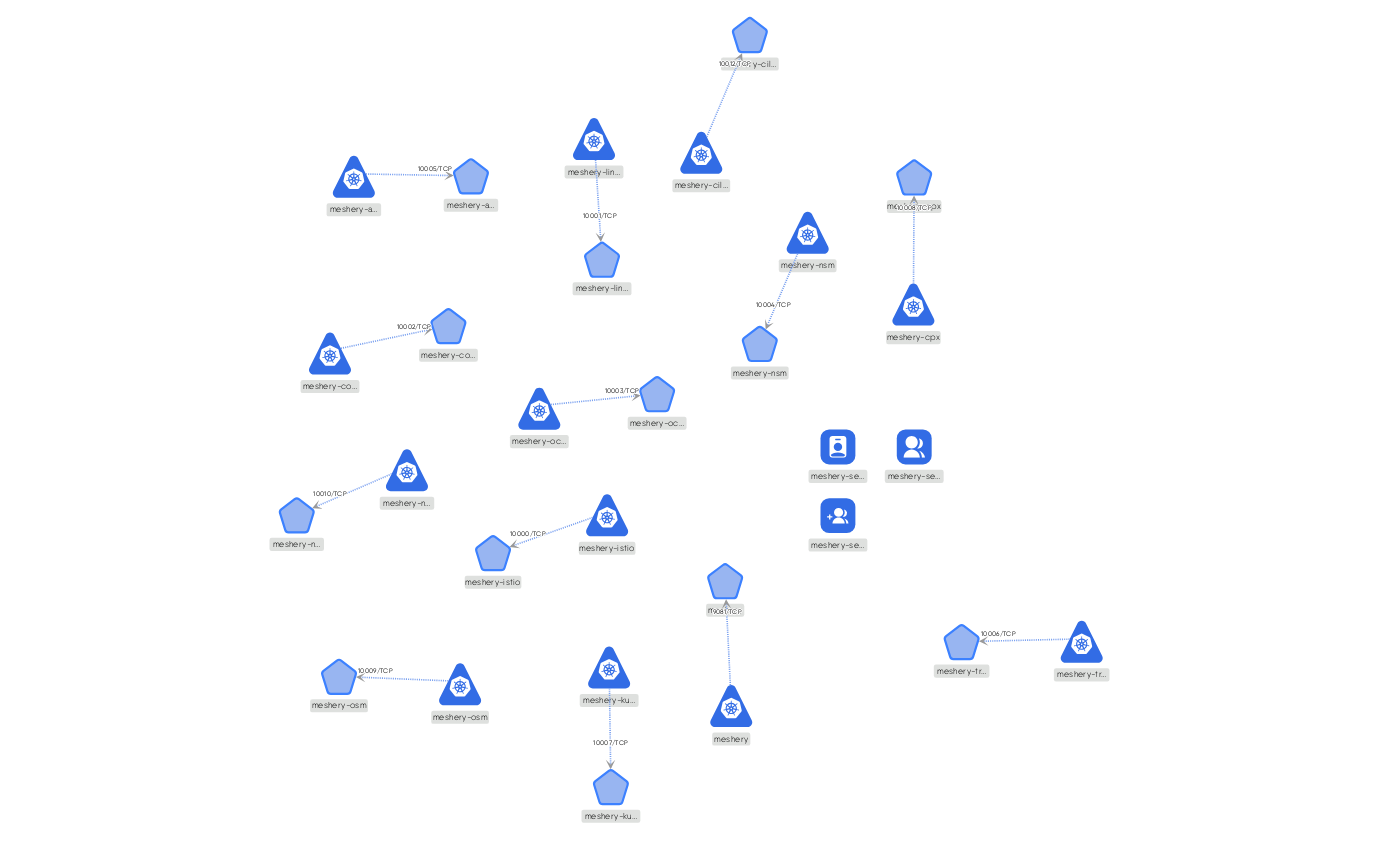 10012/TCP
meshery-cil...
10005/TCP
meshery-a...
meshery-a...
meshery-lin...
10001/TCP
meshery-lin...
meshery-cpx
10008/TCP
meshery-nsm
10004/TCP
meshery-nsm
meshery-cpx
10002/TCP
meshery-co...
meshery-co...
10003/TCP
meshery-oc...
meshery-oc...
meshery-se...
meshery-se...
meshery-se...
10010/TCP
meshery-n...
meshery-n...
10000/TCP
meshery-istio
meshery-istio
9081/TCP
meshery
10006/TCP
meshery-tr...
meshery-tr...
10009/TCP
meshery-osm
meshery-osm
meshery-ku...
10007/TCP
meshery-ku...